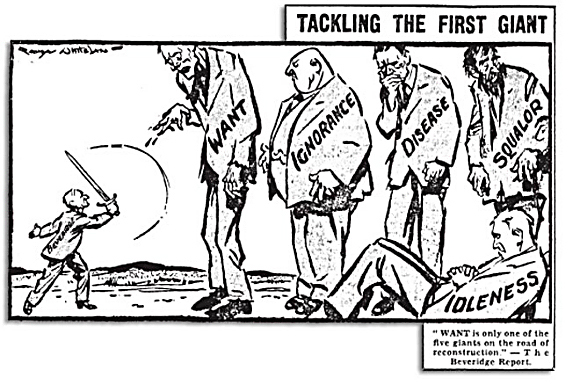 TACKLING THE FIRST GIANT
WANT
IGNORANCE
DISEASE
SQUALOR
IDLENESS
"WANT is only one of the
five giants on the road of
reconstruction." — The
Beveridge Report.